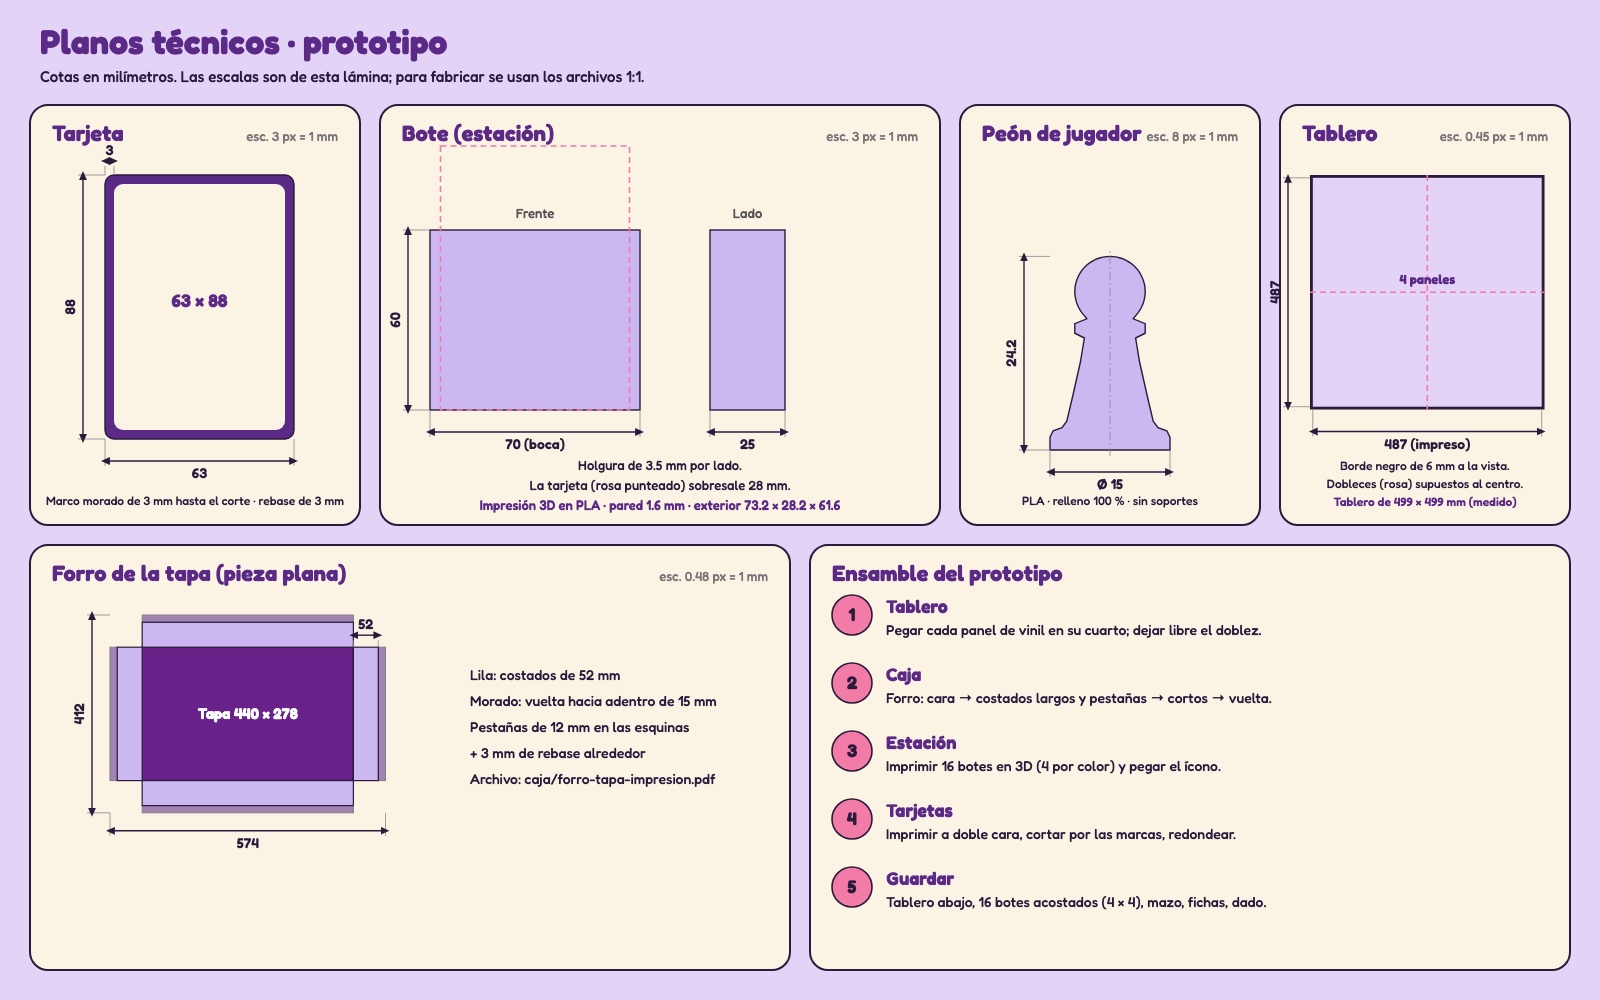 Planos técnicos · prototipo
Cotas en milímetros. Las escalas son de esta lámina; para fabricar se usan los archivos 1:1.
Tarjeta
esc. 3 px = 1 mm
3
88
63 × 88
63
Marco morado de 3 mm hasta el corte · rebase de 3 mm
Bote (estación)
esc. 3 px = 1 mm
Frente
Lado
60
70 (boca)
25
Holgura de 3.5 mm por lado.
La tarjeta (rosa punteado) sobresale 28 mm.
Impresión 3D en PLA · pared 1.6 mm · exterior 73.2 × 28.2 × 61.6
Peón de jugador
esc. 8 px = 1 mm
24.2
Ø 15
PLA · relleno 100 % · sin soportes
Tablero
esc. 0.45 px = 1 mm
487
4 paneles
487 (impreso)
Borde negro de 6 mm a la vista.
Dobleces (rosa) supuestos al centro.
Tablero de 499 × 499 mm (medido)
Forro de la tapa (pieza plana)
esc. 0.48 px = 1 mm
52
412
Tapa 440 × 278
574
Lila: costados de 52 mm
Morado: vuelta hacia adentro de 15 mm
Pestañas de 12 mm en las esquinas
+ 3 mm de rebase alrededor
Archivo: caja/forro-tapa-impresion.pdf
Ensamble del prototipo
1
Tablero
Pegar cada panel de vinil en su cuarto; dejar libre el doblez.
2
Caja
Forro: cara → costados largos y pestañas → cortos → vuelta.
3
Estación
Imprimir 16 botes en 3D (4 por color) y pegar el ícono.
4
Tarjetas
Imprimir a doble cara, cortar por las marcas, redondear.
5
Guardar
Tablero abajo, 16 botes acostados (4 × 4), mazo, fichas, dado.